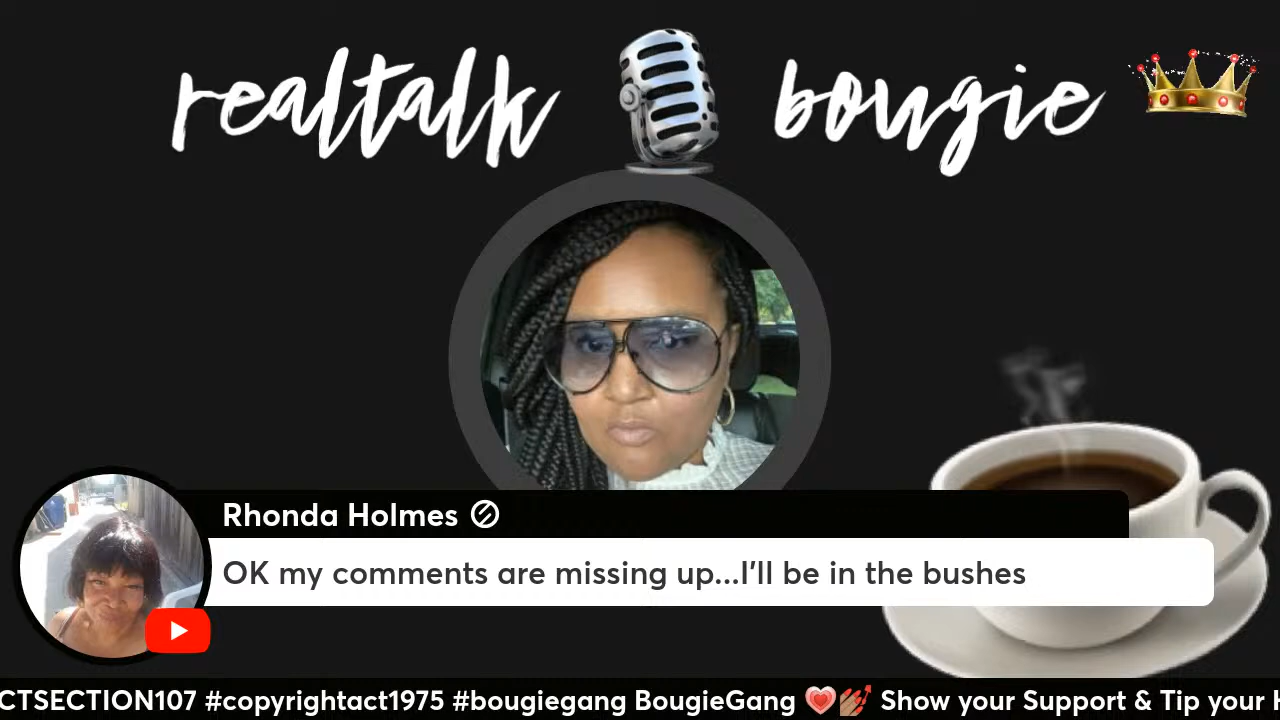 realtalk bougie
Rhonda Holmes
OK my comments are missing up...I'll be in the bushes
CTSECTION107 #copyrightact1975 #bougiegang BougieGang 💗💅🏽 Show your Support & Tip your